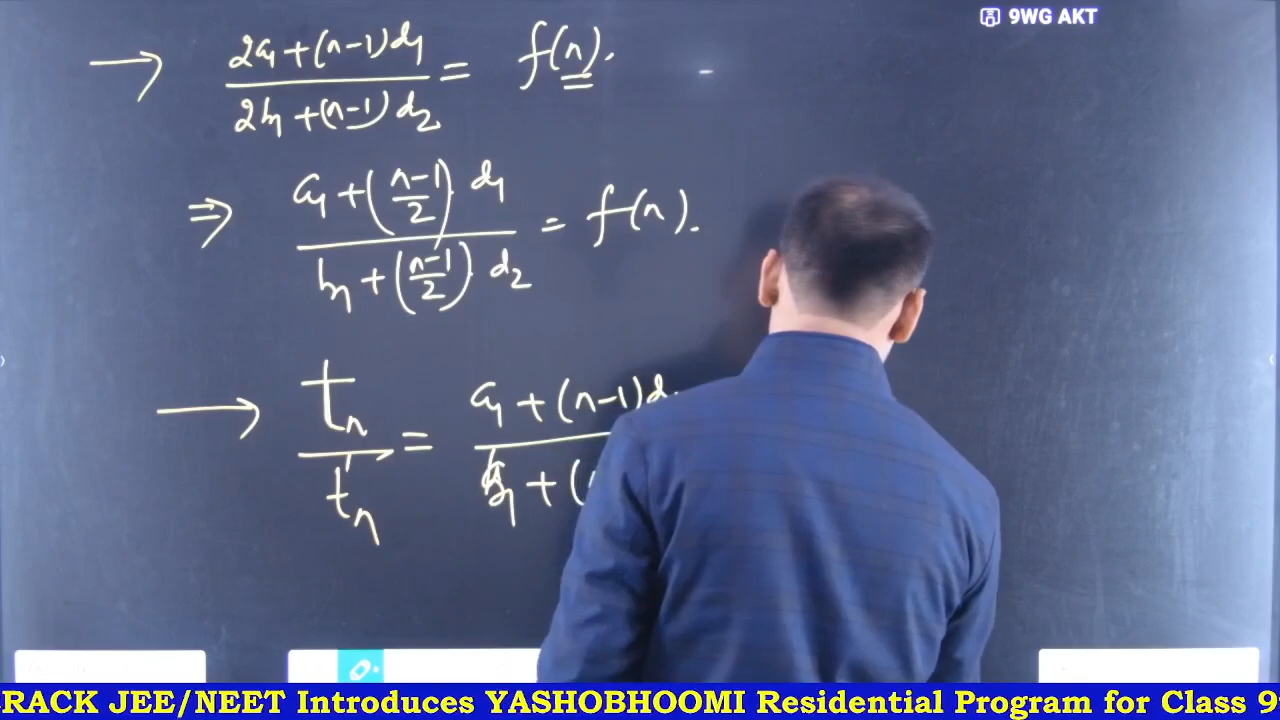 9WG AKT
→ (2a₁+(n-1)d₁)/(2b₁+(n-1)d₂) = f(n).
⇒ (a₁+((n-1)/2).d₁)/(b₁+((n-1)/2).d₂) = f(n).
→ tₙ/t'ₙ = (a₁+(n-1)d)/(b₁+(
RACK JEE/NEET Introduces YASHOBHOOMI Residential Program for Class 9